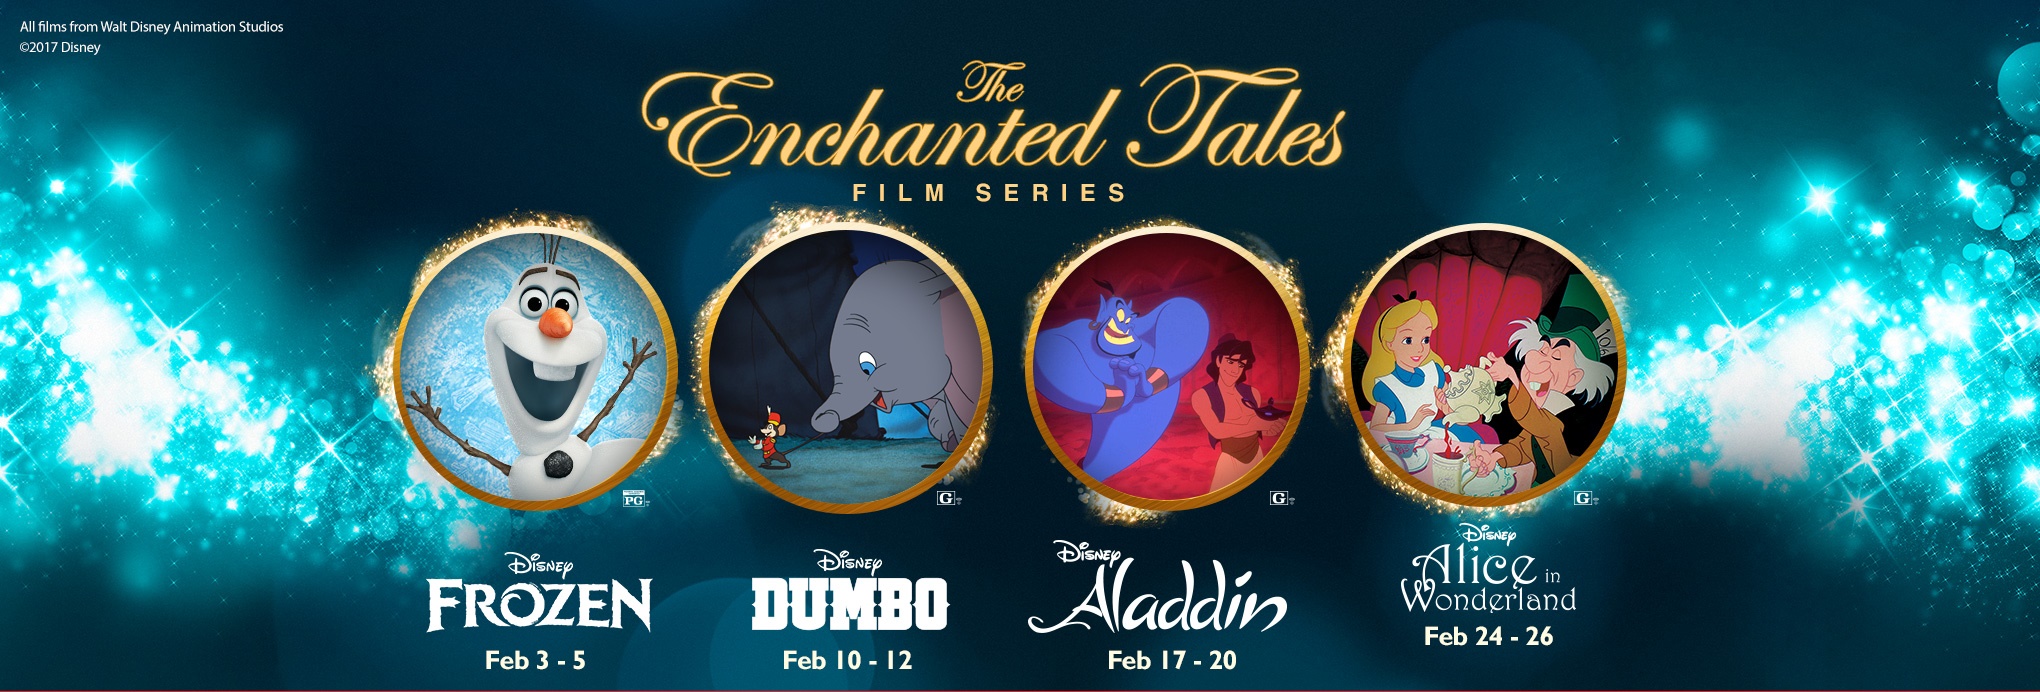 All films from Walt Disney Animation Studios
©2017 Disney
The
Enchanted Tales
FILM SERIES
PG
G
G
G
Disney
FROZEN
Feb 3 - 5
Disney
DUMBO
Feb 10 - 12
Disney
Aladdin
Feb 17 - 20
Disney
Alice in
Wonderland
Feb 24 - 26